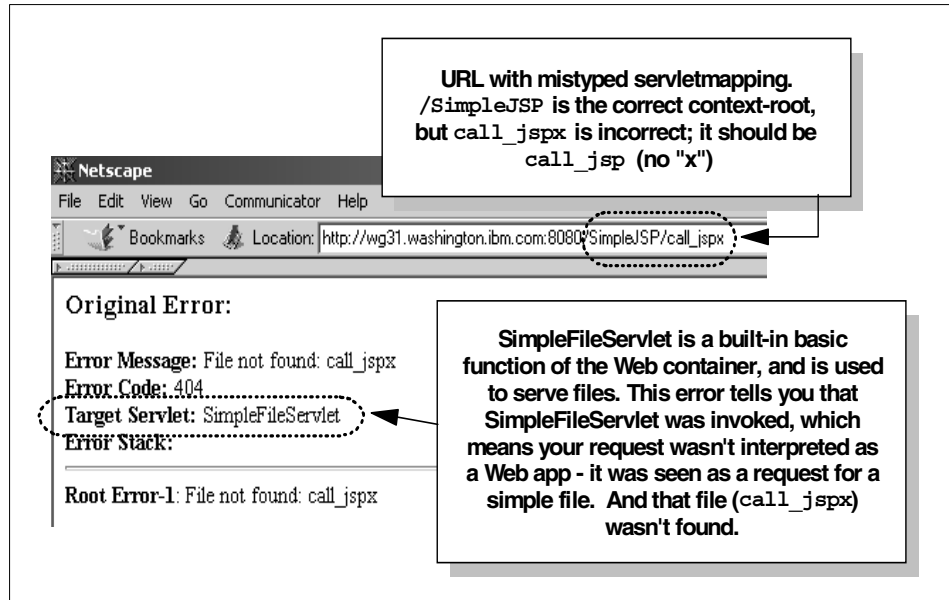 URL with mistyped servletmapping.
/SimpleJSP is the correct context-root,
but call_jspx is incorrect; it should be
call_jsp (no "x")
Netscape
File Edit View Go Communicator Help
Bookmarks Location: http://wg31.washington.ibm.com:8080/SimpleJSP/call_jspx
Original Error:
Error Message: File not found: call_jspx
Error Code: 404
Target Servlet: SimpleFileServlet
Error Stack:
Root Error-1: File not found: call_jspx
SimpleFileServlet is a built-in basic
function of the Web container, and is used
to serve files. This error tells you that
SimpleFileServlet was invoked, which
means your request wasn't interpreted as
a Web app - it was seen as a request for a
simple file. And that file (call_jspx)
wasn't found.